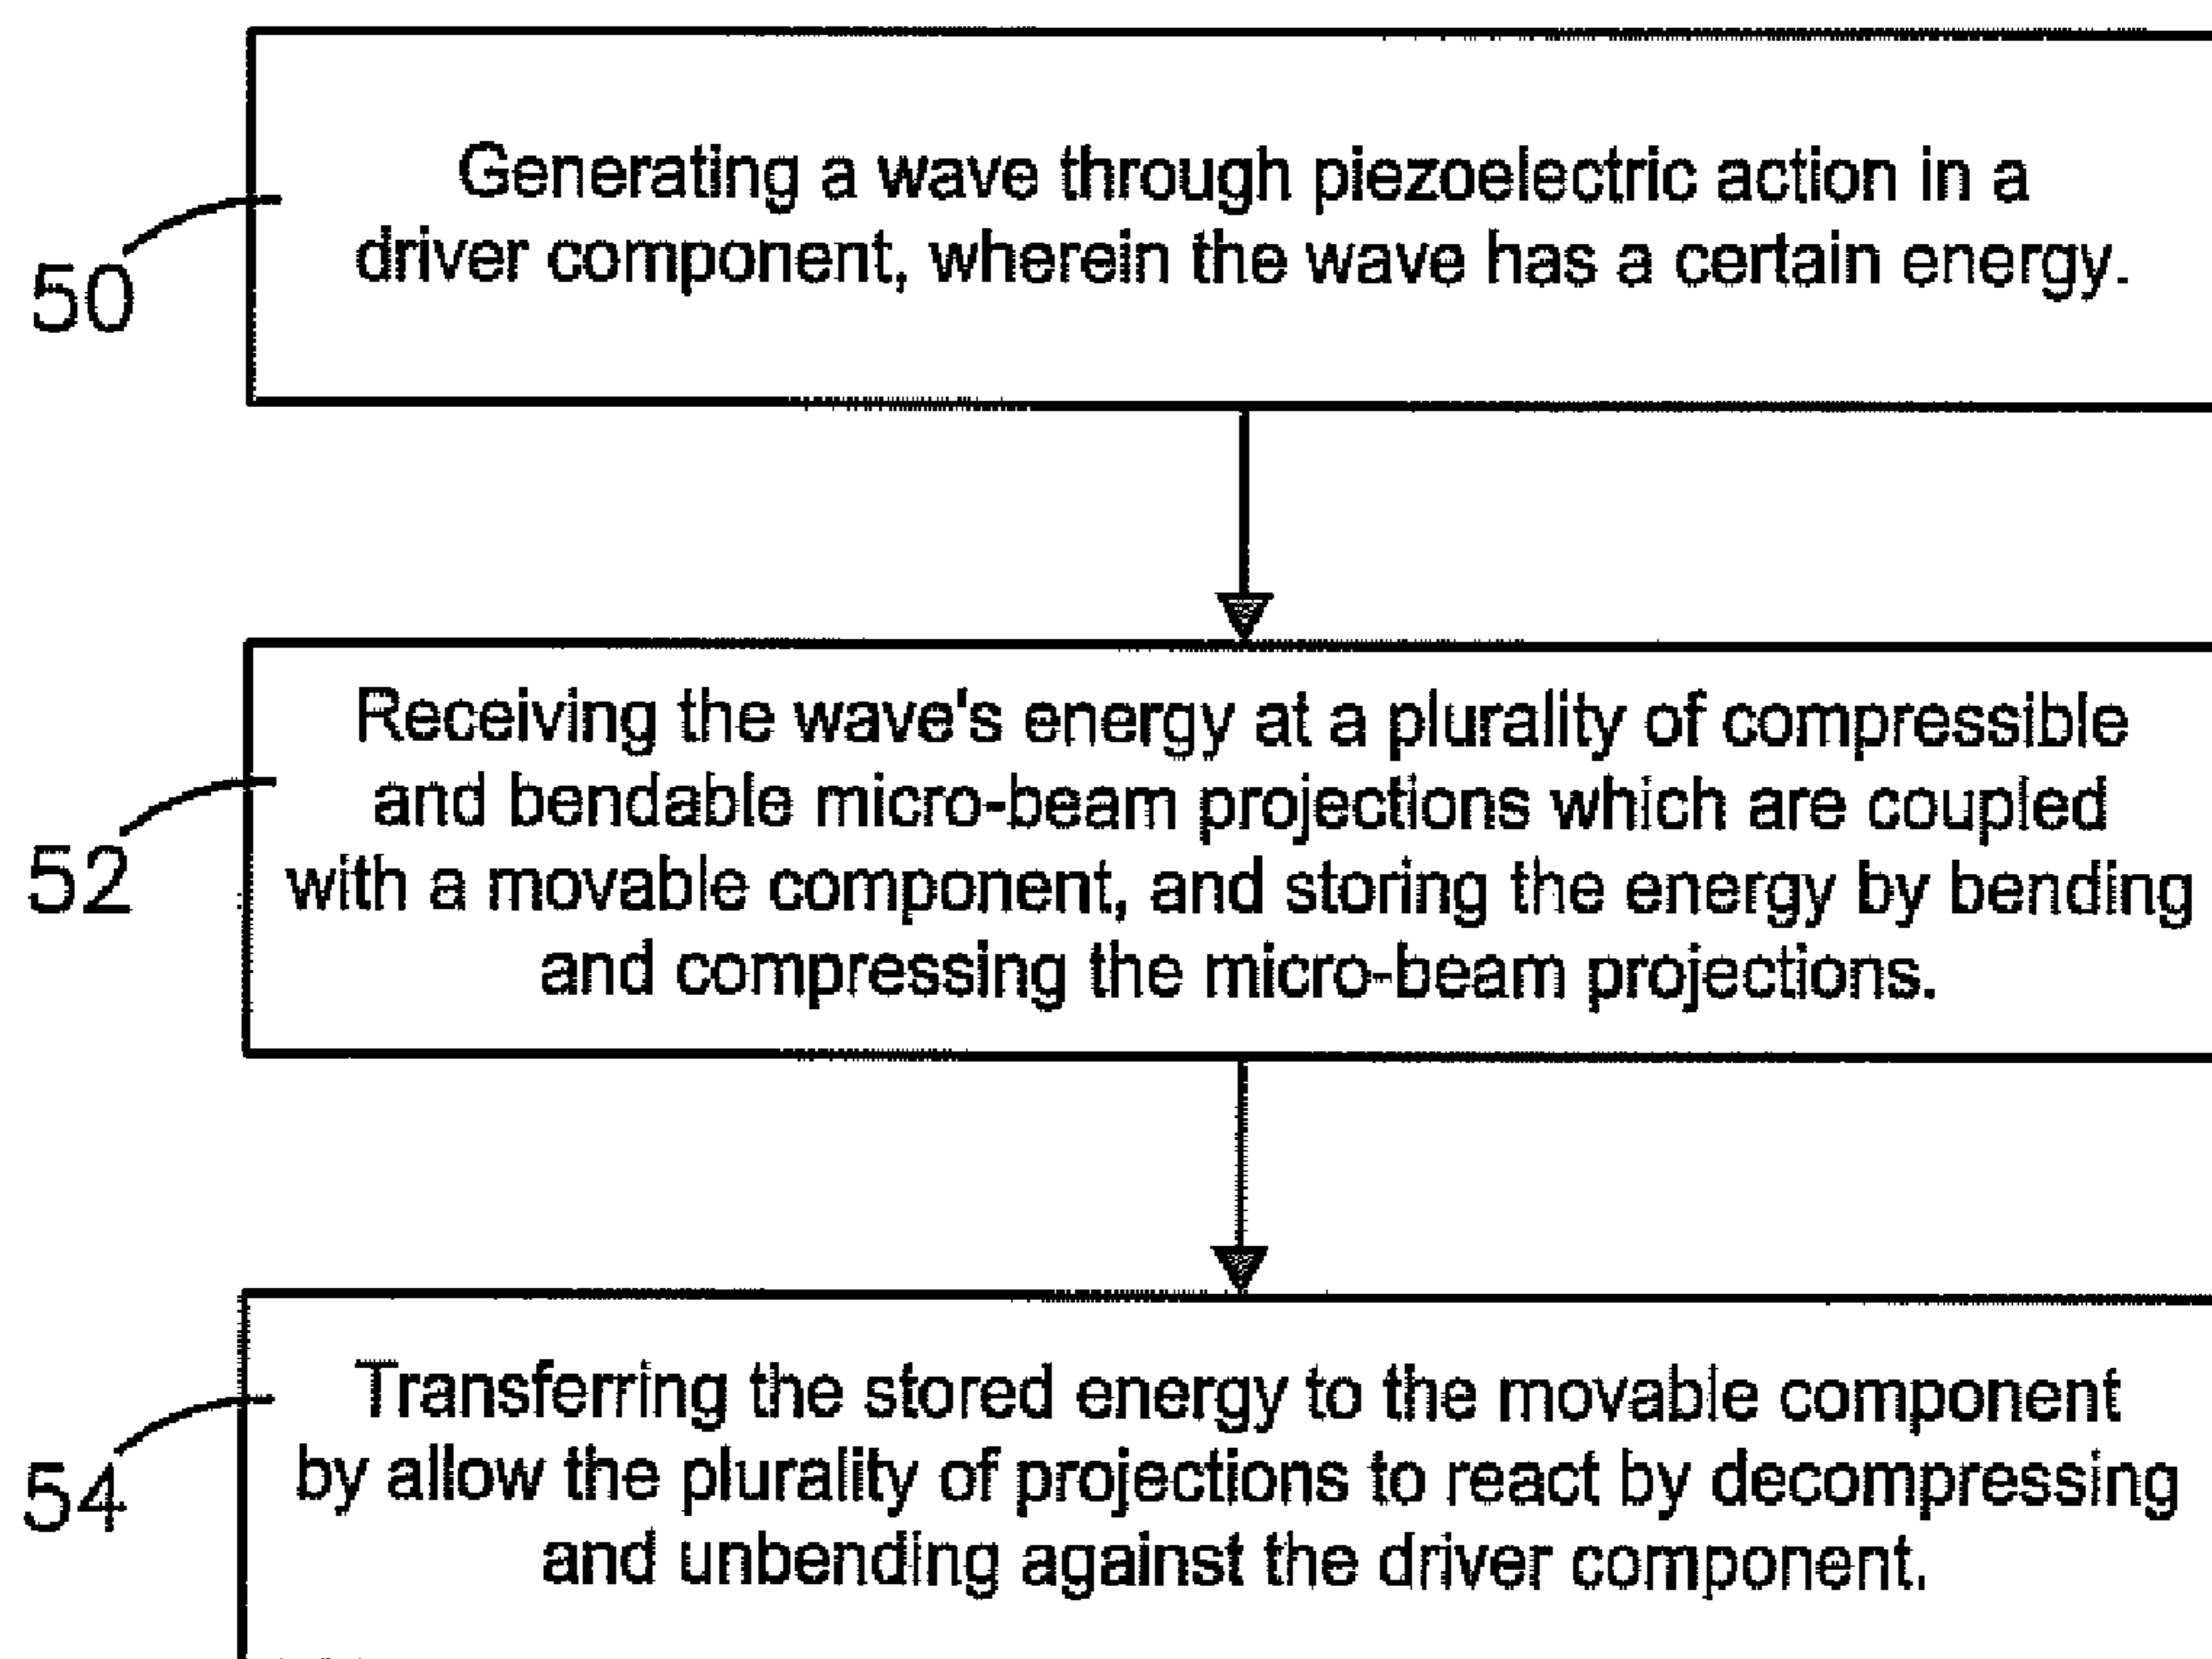 Generating a wave through piezoelectric action in a
driver component, wherein the wave has a certain energy.
50
Receiving the wave's energy at a plurality of compressible
and bendable micro-beam projections which are coupled
with a movable component, and storing the energy by bending
and compressing the micro-beam projections.
52
Transferring the stored energy to the movable component
by allow the plurality of projections to react by decompressing
and unbending against the driver component.
54